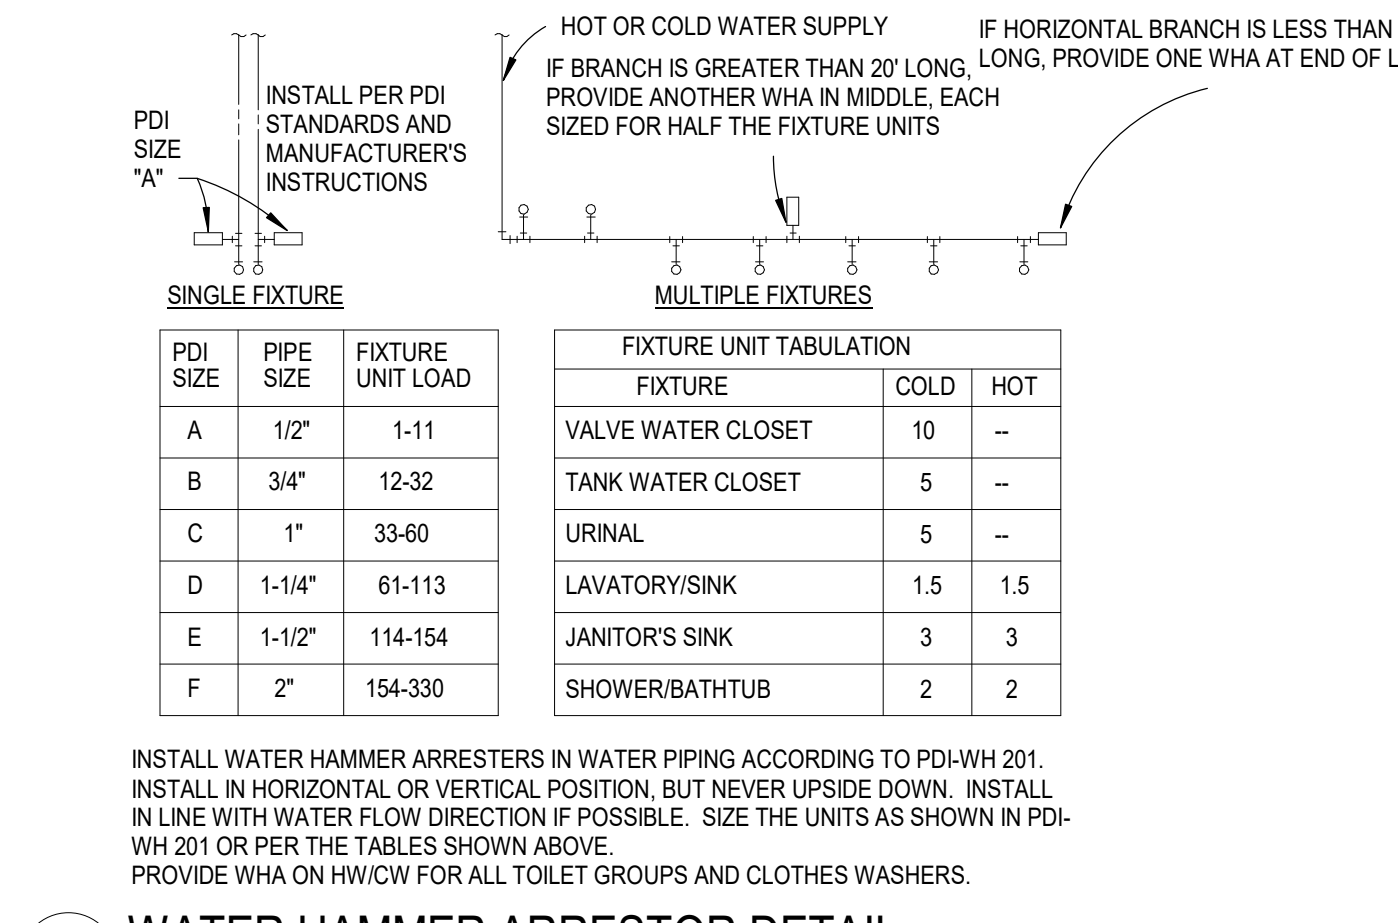 HOT OR COLD WATER SUPPLY
IF HORIZONTAL BRANCH IS LESS THAN
LONG, PROVIDE ONE WHA AT END OF
IF BRANCH IS GREATER THAN 20' LONG,
PROVIDE ANOTHER WHA IN MIDDLE, EACH
SIZED FOR HALF THE FIXTURE UNITS
INSTALL PER PDI
STANDARDS AND
MANUFACTURER'S
INSTRUCTIONS
PDI
SIZE
"A"
SINGLE FIXTURE
MULTIPLE FIXTURES
PDI SIZE PIPE SIZE FIXTURE UNIT LOAD
A 1/2" 1-11
B 3/4" 12-32
C 1" 33-60
D 1-1/4" 61-113
E 1-1/2" 114-154
F 2" 154-330
FIXTURE UNIT TABULATION
FIXTURE COLD HOT
VALVE WATER CLOSET 10 --
TANK WATER CLOSET 5 --
URINAL 5 --
LAVATORY/SINK 1.5 1.5
JANITOR'S SINK 3 3
SHOWER/BATHTUB 2 2
INSTALL WATER HAMMER ARRESTERS IN WATER PIPING ACCORDING TO PDI-WH 201.
INSTALL IN HORIZONTAL OR VERTICAL POSITION, BUT NEVER UPSIDE DOWN. INSTALL
IN LINE WITH WATER FLOW DIRECTION IF POSSIBLE. SIZE THE UNITS AS SHOWN IN PDI-
WH 201 OR PER THE TABLES SHOWN ABOVE.
PROVIDE WHA ON HW/CW FOR ALL TOILET GROUPS AND CLOTHES WASHERS.
WATER HAMMER ARRESTOR DETAIL